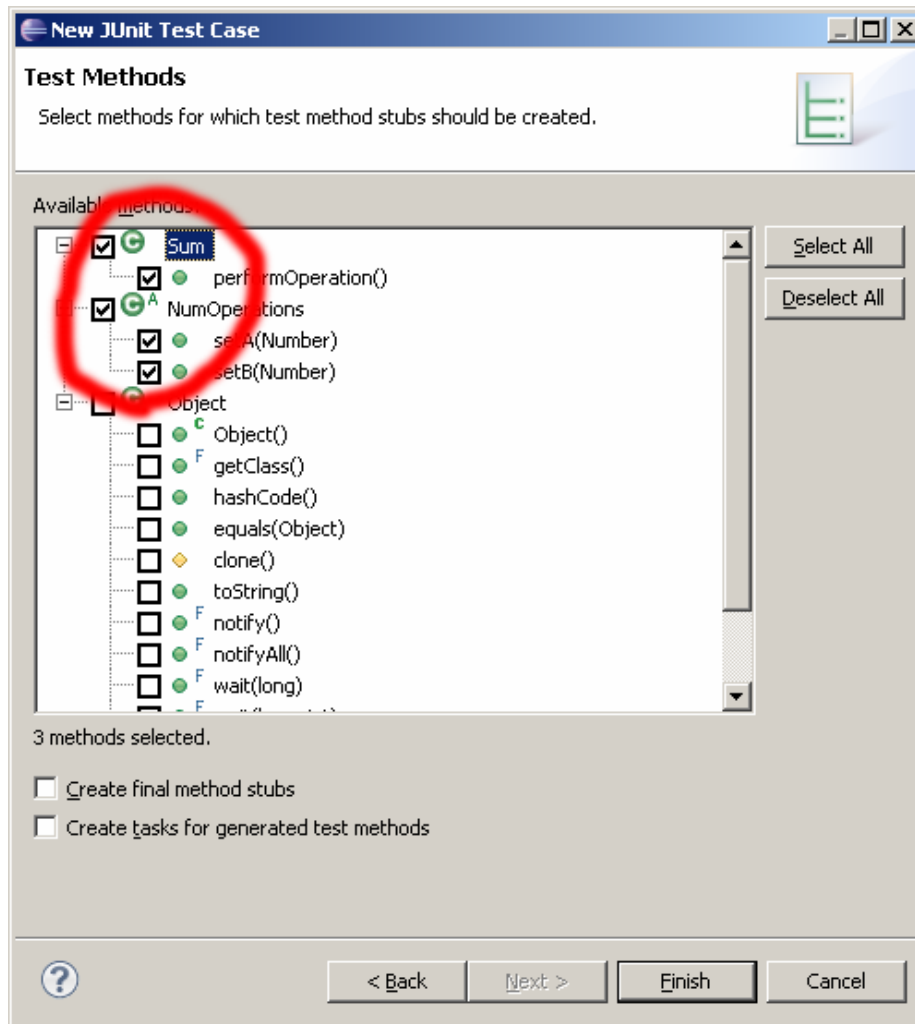 New JUnit Test Case
Test Methods
Select methods for which test method stubs should be created.
Available methods:
Sum
performOperation()
A
NumOperations
setA(Number)
setB(Number)
Object
C Object()
F getClass()
hashCode()
equals(Object)
clone()
toString()
F notify()
F notifyAll()
F wait(long)
F
Select All
Deselect All
3 methods selected.
Create final method stubs
Create tasks for generated test methods
< Back Next > Finish Cancel